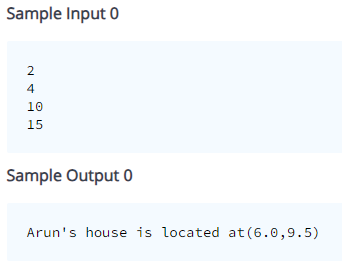 Sample Input 0
2
4
10
15
Sample Output 0
Arun's house is located at(6.0,9.5)